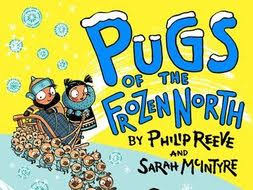 PUGS
OF THE
FROZEN NORTH
BY PHILIP REEVE
AND
SARAH McINTYRE